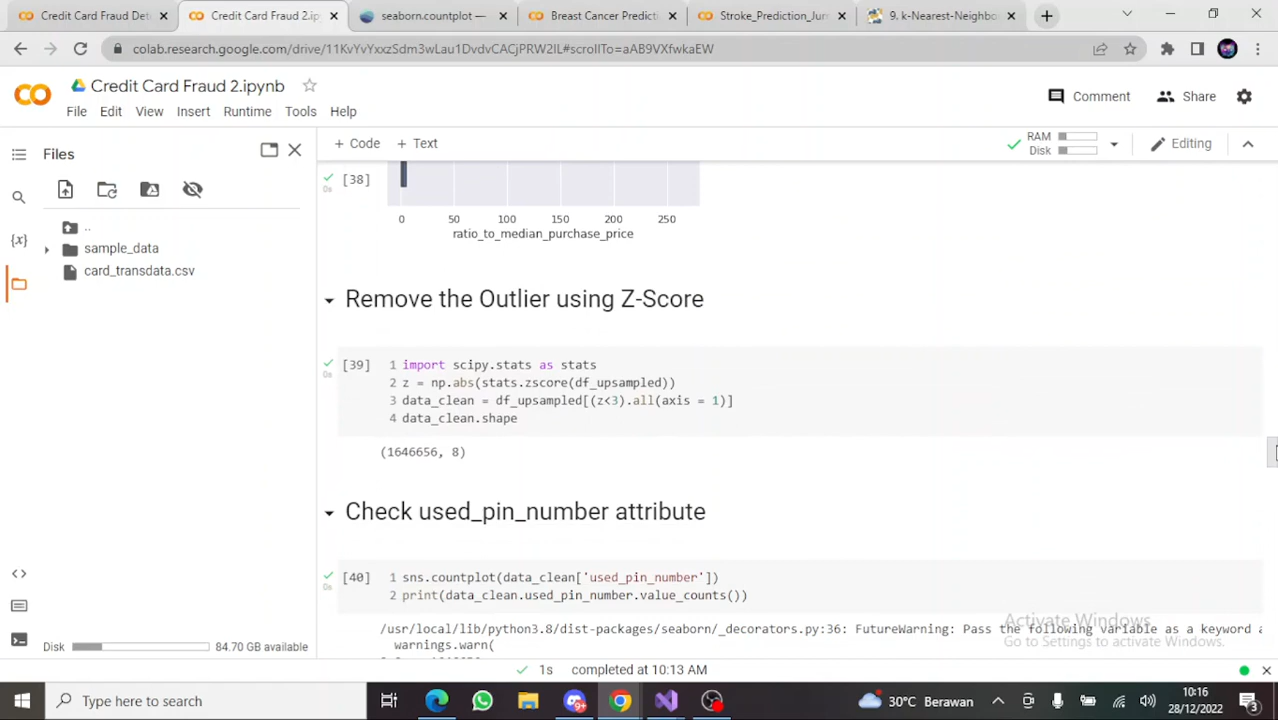 Credit Card Fraud Det
Credit Card Fraud 2.ip
seaborn.countplot —
Breast Cancer Predicti
Stroke_Prediction_Jurn
9. k-Nearest-Neighbo
colab.research.google.com/drive/11KvYvYxxzSdm3wLau1DvdvCACjPRW2IL#scrollTo=aAB9VXfwkaEW
Credit Card Fraud 2.ipynb
File Edit View Insert Runtime Tools Help
Comment
Share
Files
+ Code + Text
RAM
Disk
Editing
..
sample_data
card_transdata.csv
[38]
0 50 100 150 200 250
ratio_to_median_purchase_price
Remove the Outlier using Z-Score
[39]
1 import scipy.stats as stats
2 z = np.abs(stats.zscore(df_upsampled))
3 data_clean = df_upsampled[(z<3).all(axis = 1)]
4 data_clean.shape
(1646656, 8)
Check used_pin_number attribute
[40]
1 sns.countplot(data_clean['used_pin_number'])
2 print(data_clean.used_pin_number.value_counts())
/usr/local/lib/python3.8/dist-packages/seaborn/_decorators.py:36: FutureWarning: Pass the following variable as a keyword a
warnings.warn(
Activate Windows
Go to Settings to activate Windows.
Disk
84.70 GB available
1s completed at 10:13 AM
Type here to search
30°C Berawan
10:16
28/12/2022
3